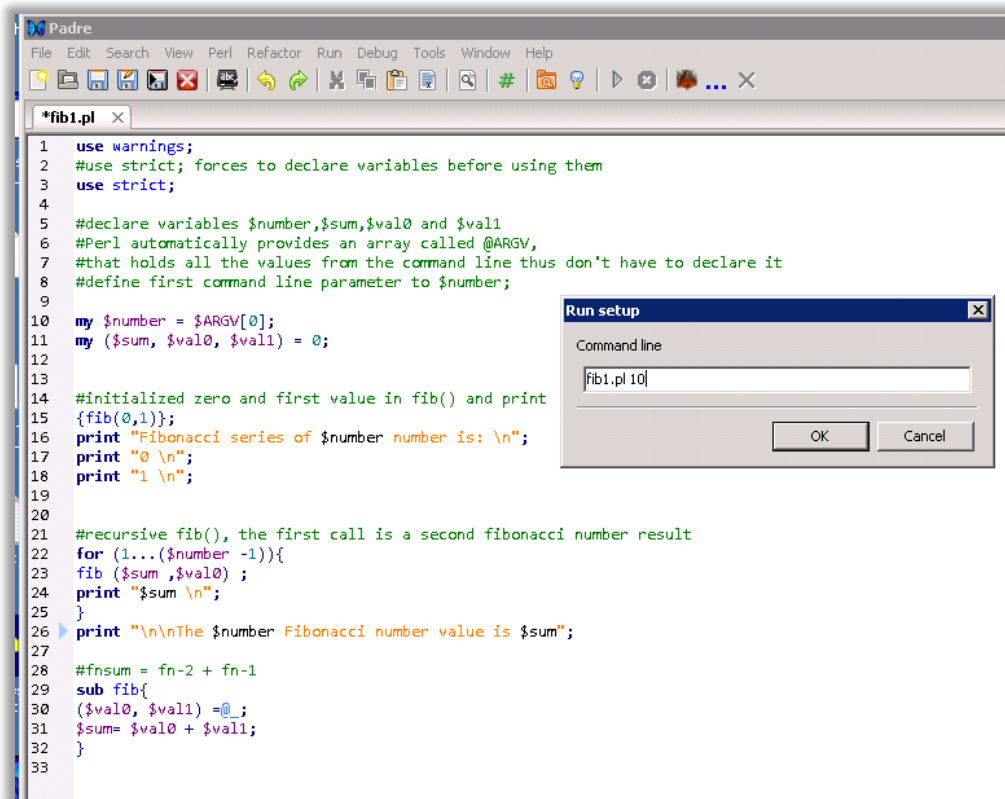 Padre
File Edit Search View Perl Refactor Run Debug Tools Window Help
abc # ...
*fib1.pl
1 use warnings;
2 #use strict; forces to declare variables before using them
3 use strict;
4
5 #declare variables $number,$sum,$val0 and $val1
6 #Perl automatically provides an array called @ARGV,
7 #that holds all the values from the command line thus don't have to declare it
8 #define first command line parameter to $number;
9
10 my $number = $ARGV[0];
11 my ($sum, $val0, $val1) = 0;
12
13
14 #initialized zero and first value in fib() and print
15 {fib(0,1)};
16 print "Fibonacci series of $number number is: \n";
17 print "0 \n";
18 print "1 \n";
19
20
21 #recursive fib(), the first call is a second fibonacci number result
22 for (1...($number -1)){
23 fib ($sum ,$val0) ;
24 print "$sum \n";
25 }
26 print "\n\nThe $number Fibonacci number value is $sum";
27
28 #fnsum = fn-2 + fn-1
29 sub fib{
30 ($val0, $val1) =@_;
31 $sum= $val0 + $val1;
32 }
33
Run setup
Command line
fib1.pl 10
OK Cancel